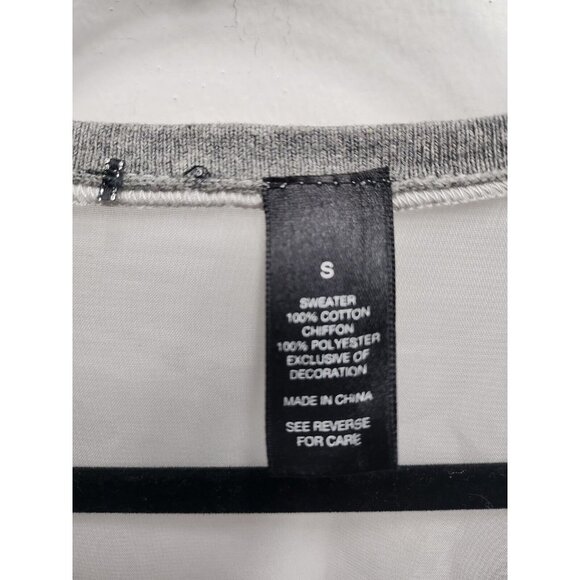 S
SWEATER
100% COTTON
CHIFFON
100% POLYESTER
EXCLUSIVE OF
DECORATION
MADE IN CHINA
SEE REVERSE
FOR CARE